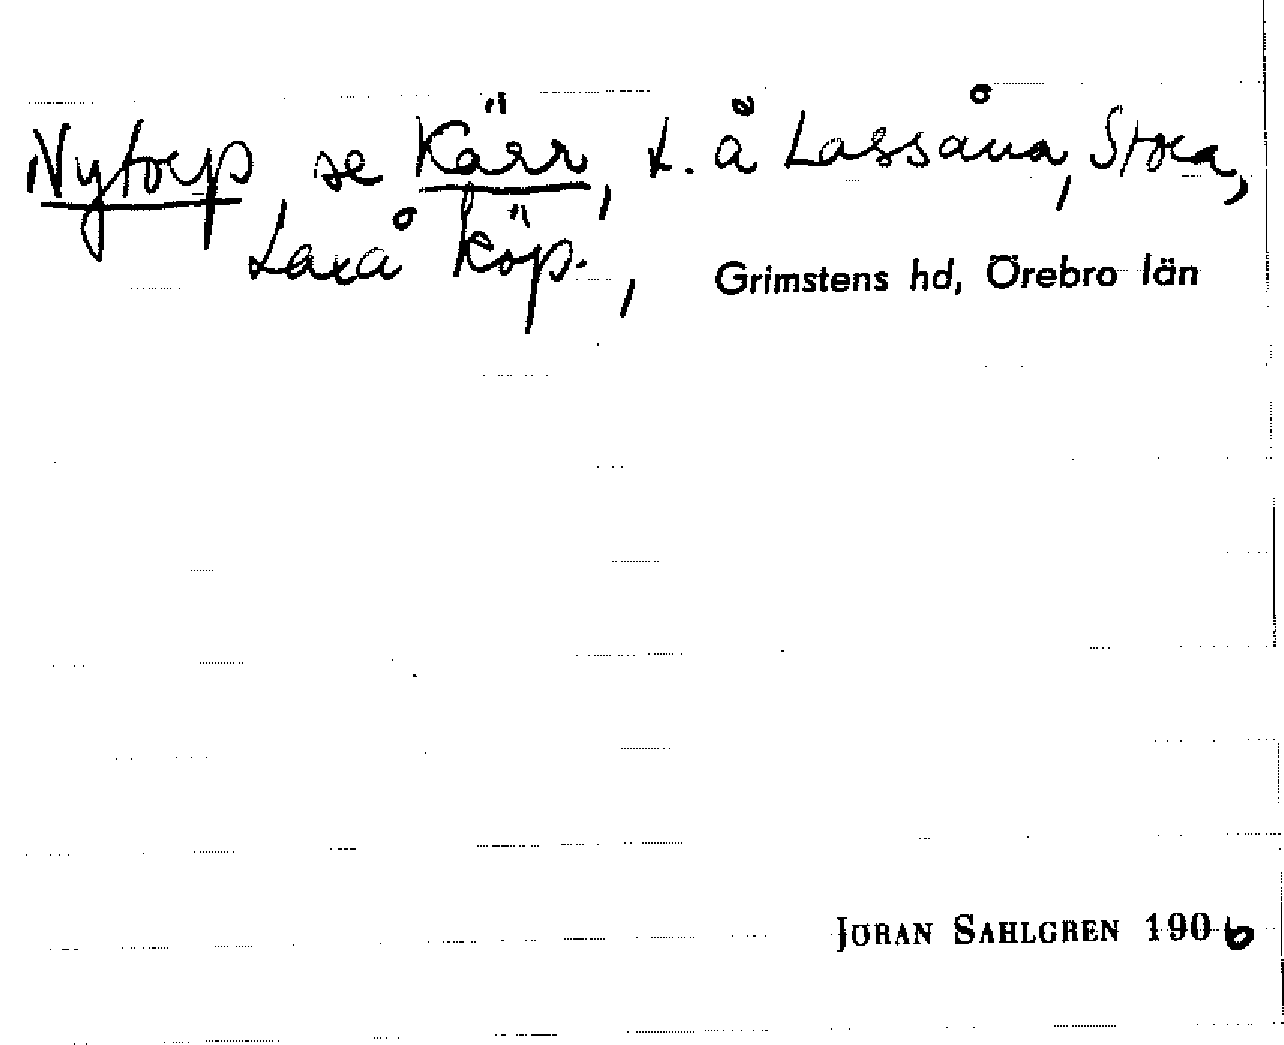 Nytorp, se Kärr, t. å Lassåna, Stora,
Laxå köp., Grimstens hd, Örebro län
JORAN SAHLGREN 1906